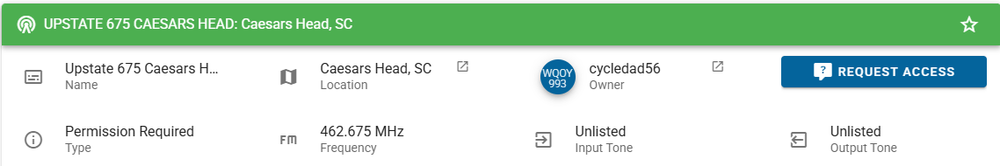 UPSTATE 675 CAESARS HEAD: Caesars Head, SC
Upstate 675 Caesars H...
Name
Caesars Head, SC
Location
WQOY
993
cycledad56
Owner
? REQUEST ACCESS
Permission Required
Type
FM
462.675 MHz
Frequency
Unlisted
Input Tone
Unlisted
Output Tone